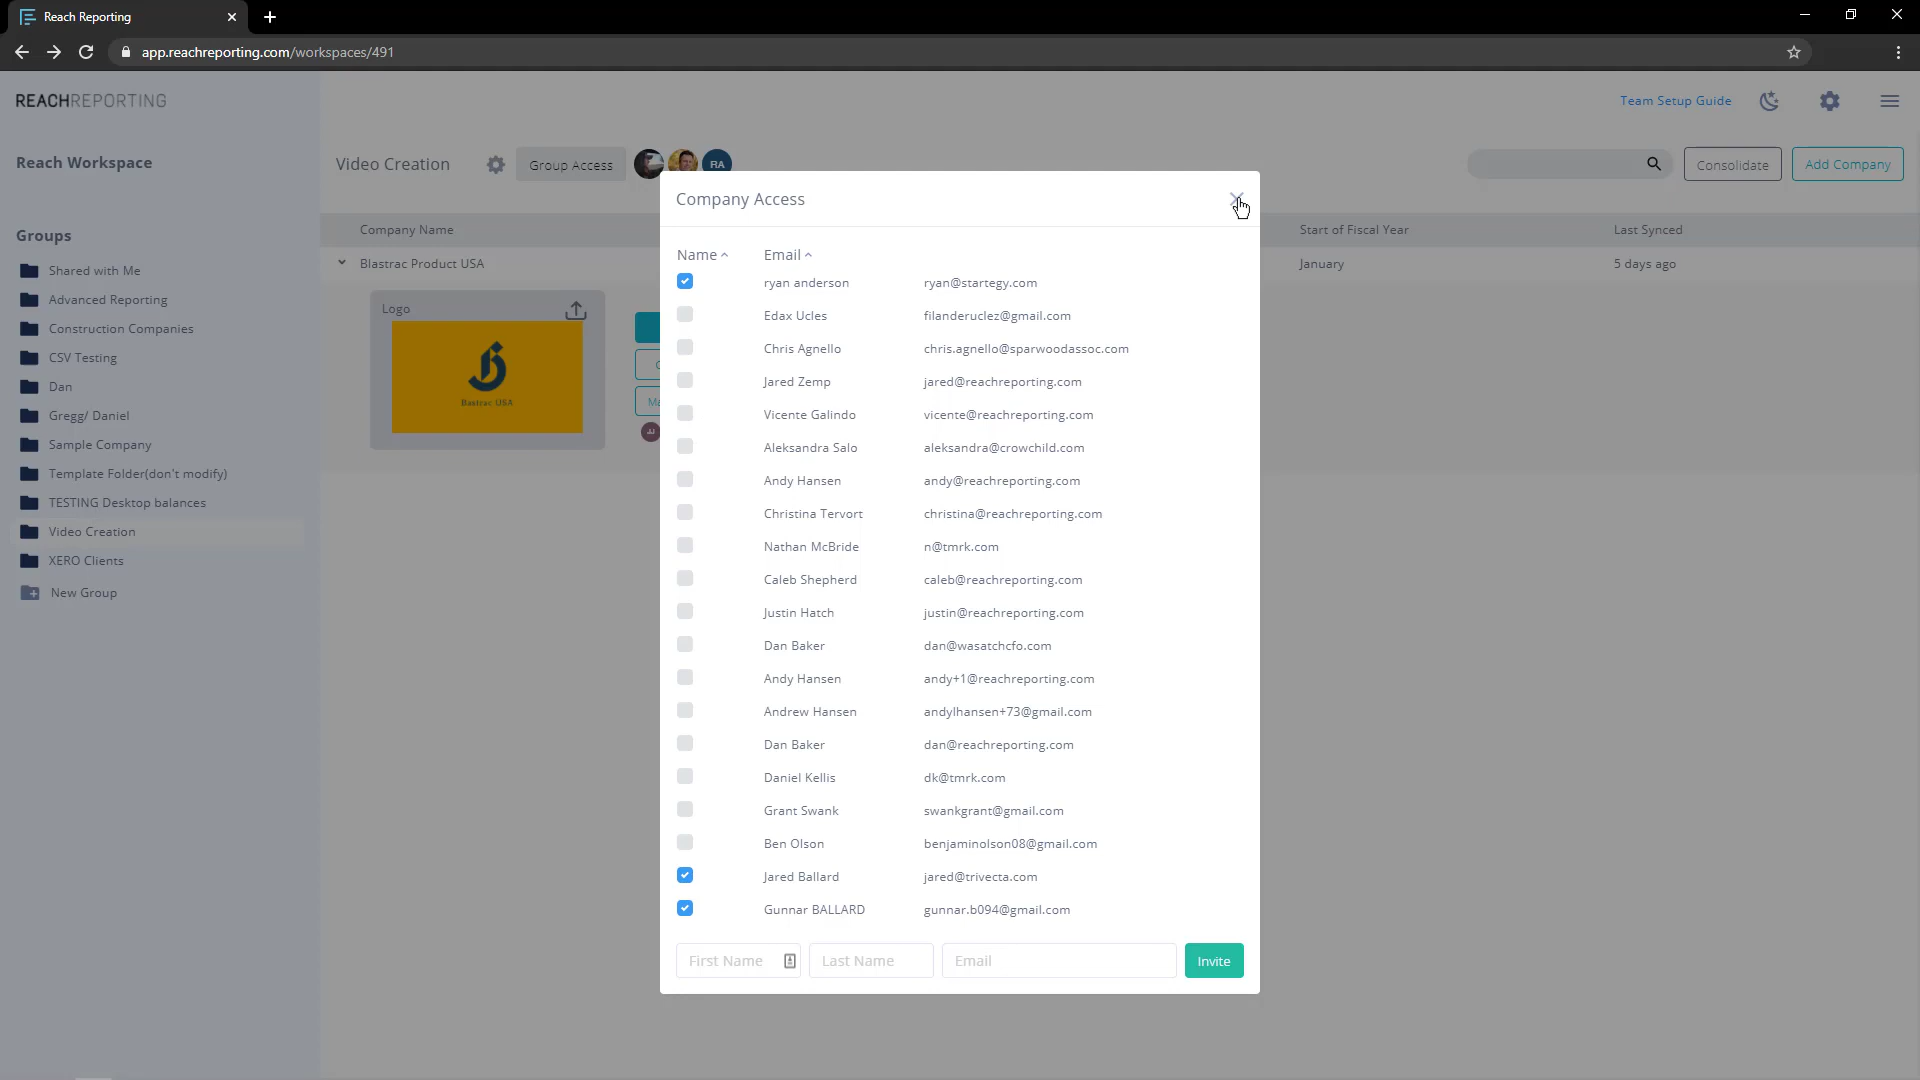 Reach Reporting
app.reachreporting.com/workspaces/491
REACHREPORTING
Team Setup Guide
Reach Workspace
Video Creation
Group Access
RA
Consolidate
Add Company
Company Access
Groups
Company Name
Start of Fiscal Year
Last Synced
Blastrac Product USA
January
5 days ago
Shared with Me
Advanced Reporting
Construction Companies
CSV Testing
Dan
Gregg/ Daniel
Sample Company
Template Folder(don't modify)
TESTING Desktop balances
Video Creation
XERO Clients
New Group
Logo
Bastrac USA
Ma
Name
Email
ryan anderson ryan@startegy.com
Edax Ucles filanderuclez@gmail.com
Chris Agnello chris.agnello@sparwoodassoc.com
Jared Zemp jared@reachreporting.com
Vicente Galindo vicente@reachreporting.com
Aleksandra Salo aleksandra@crowchild.com
Andy Hansen andy@reachreporting.com
Christina Tervort christina@reachreporting.com
Nathan McBride n@tmrk.com
Caleb Shepherd caleb@reachreporting.com
Justin Hatch justin@reachreporting.com
Dan Baker dan@wasatchcfo.com
Andy Hansen andy+1@reachreporting.com
Andrew Hansen andylhansen+73@gmail.com
Dan Baker dan@reachreporting.com
Daniel Kellis dk@tmrk.com
Grant Swank swankgrant@gmail.com
Ben Olson benjaminolson08@gmail.com
Jared Ballard jared@trivecta.com
Gunnar BALLARD gunnar.b094@gmail.com
First Name
Last Name
Email
Invite